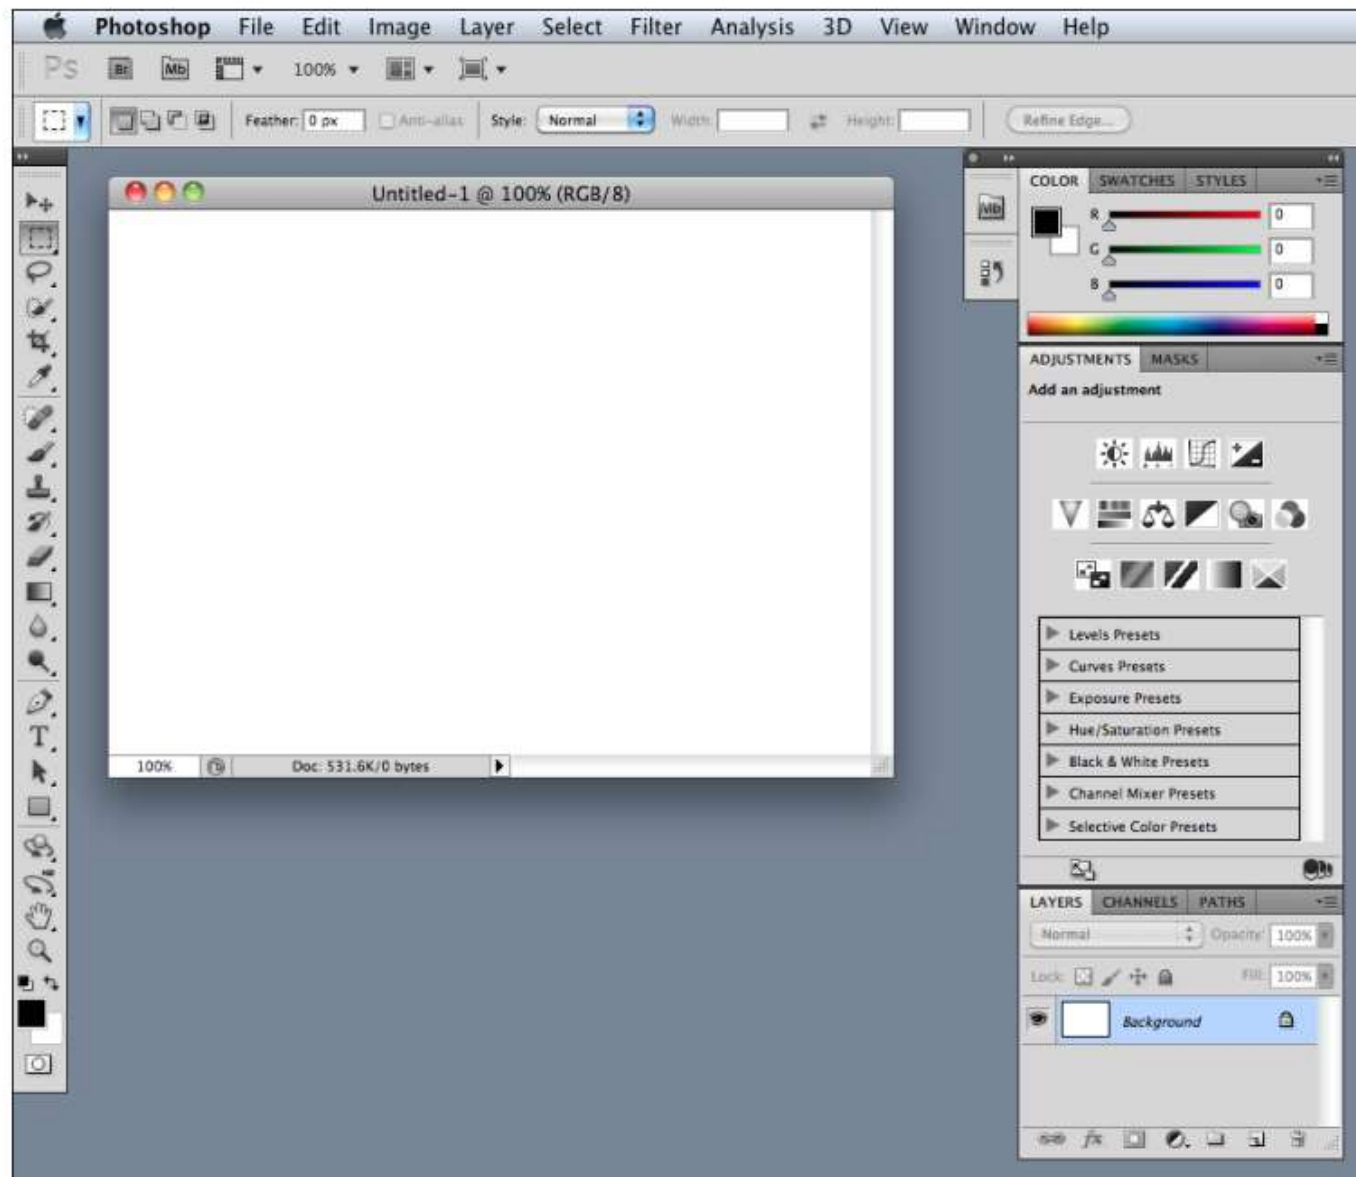 Photoshop File Edit Image Layer Select Filter Analysis 3D View Window Help
Ps Br Mb 100%
Feather: 0 px Anti-alias Style: Normal Width: Height: Refine Edge...
Untitled-1 @ 100% (RGB/8)
100% Doc: 531.6K/0 bytes
T
Mb
COLOR SWATCHES STYLES
R 0
G 0
B 0
ADJUSTMENTS MASKS
Add an adjustment
Levels Presets
Curves Presets
Exposure Presets
Hue/Saturation Presets
Black & White Presets
Channel Mixer Presets
Selective Color Presets
LAYERS CHANNELS PATHS
Normal Opacity: 100%
Lock: Fill: 100%
Background
fx